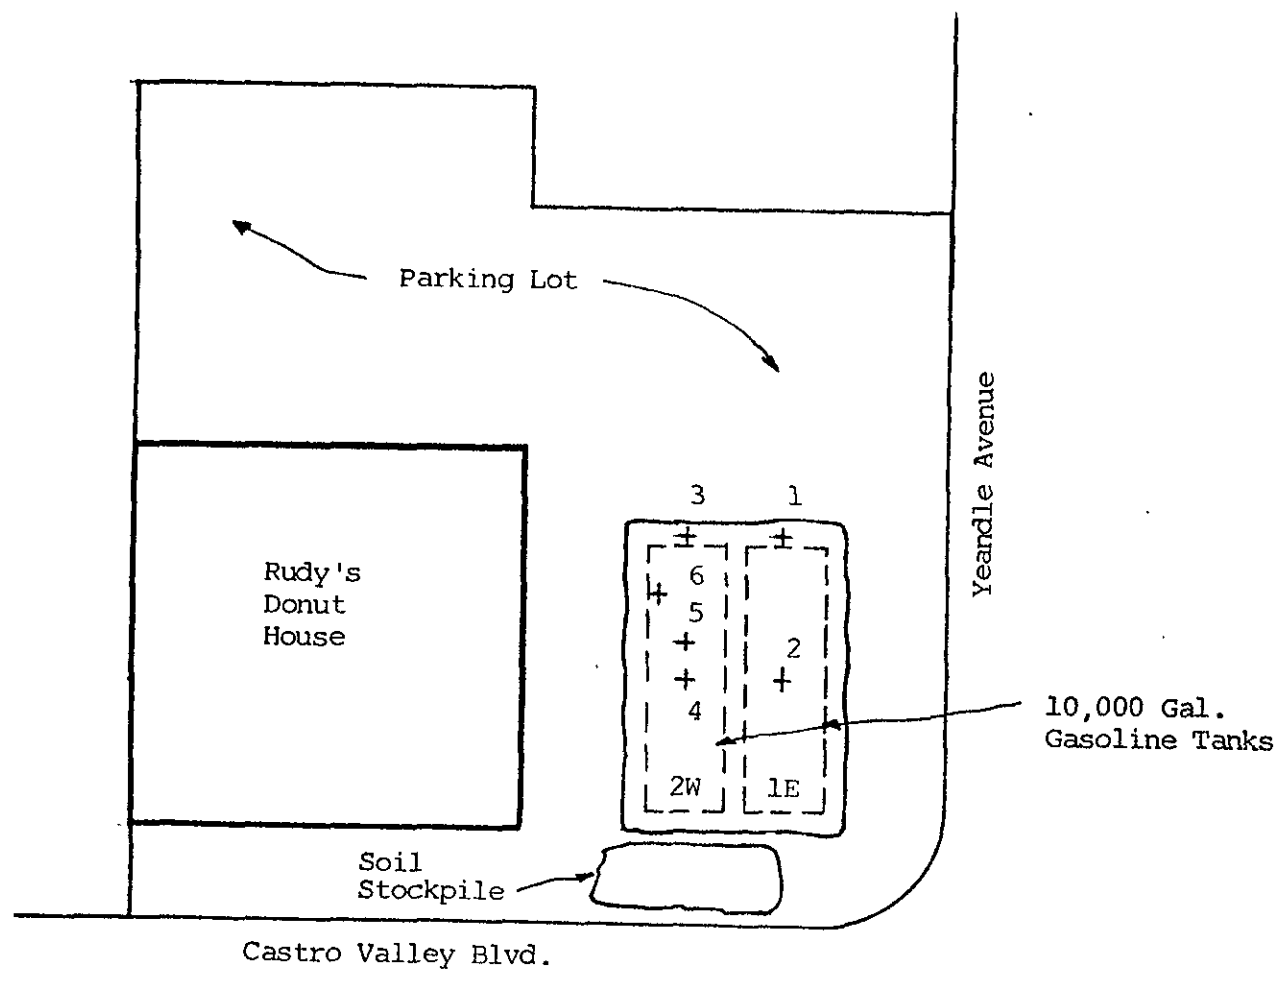 Parking Lot
Yeandle Avenue
3 1
6
5
2
4
Rudy's
Donut
House
10,000 Gal.
Gasoline Tanks
2W 1E
Soil
Stockpile
Castro Valley Blvd.